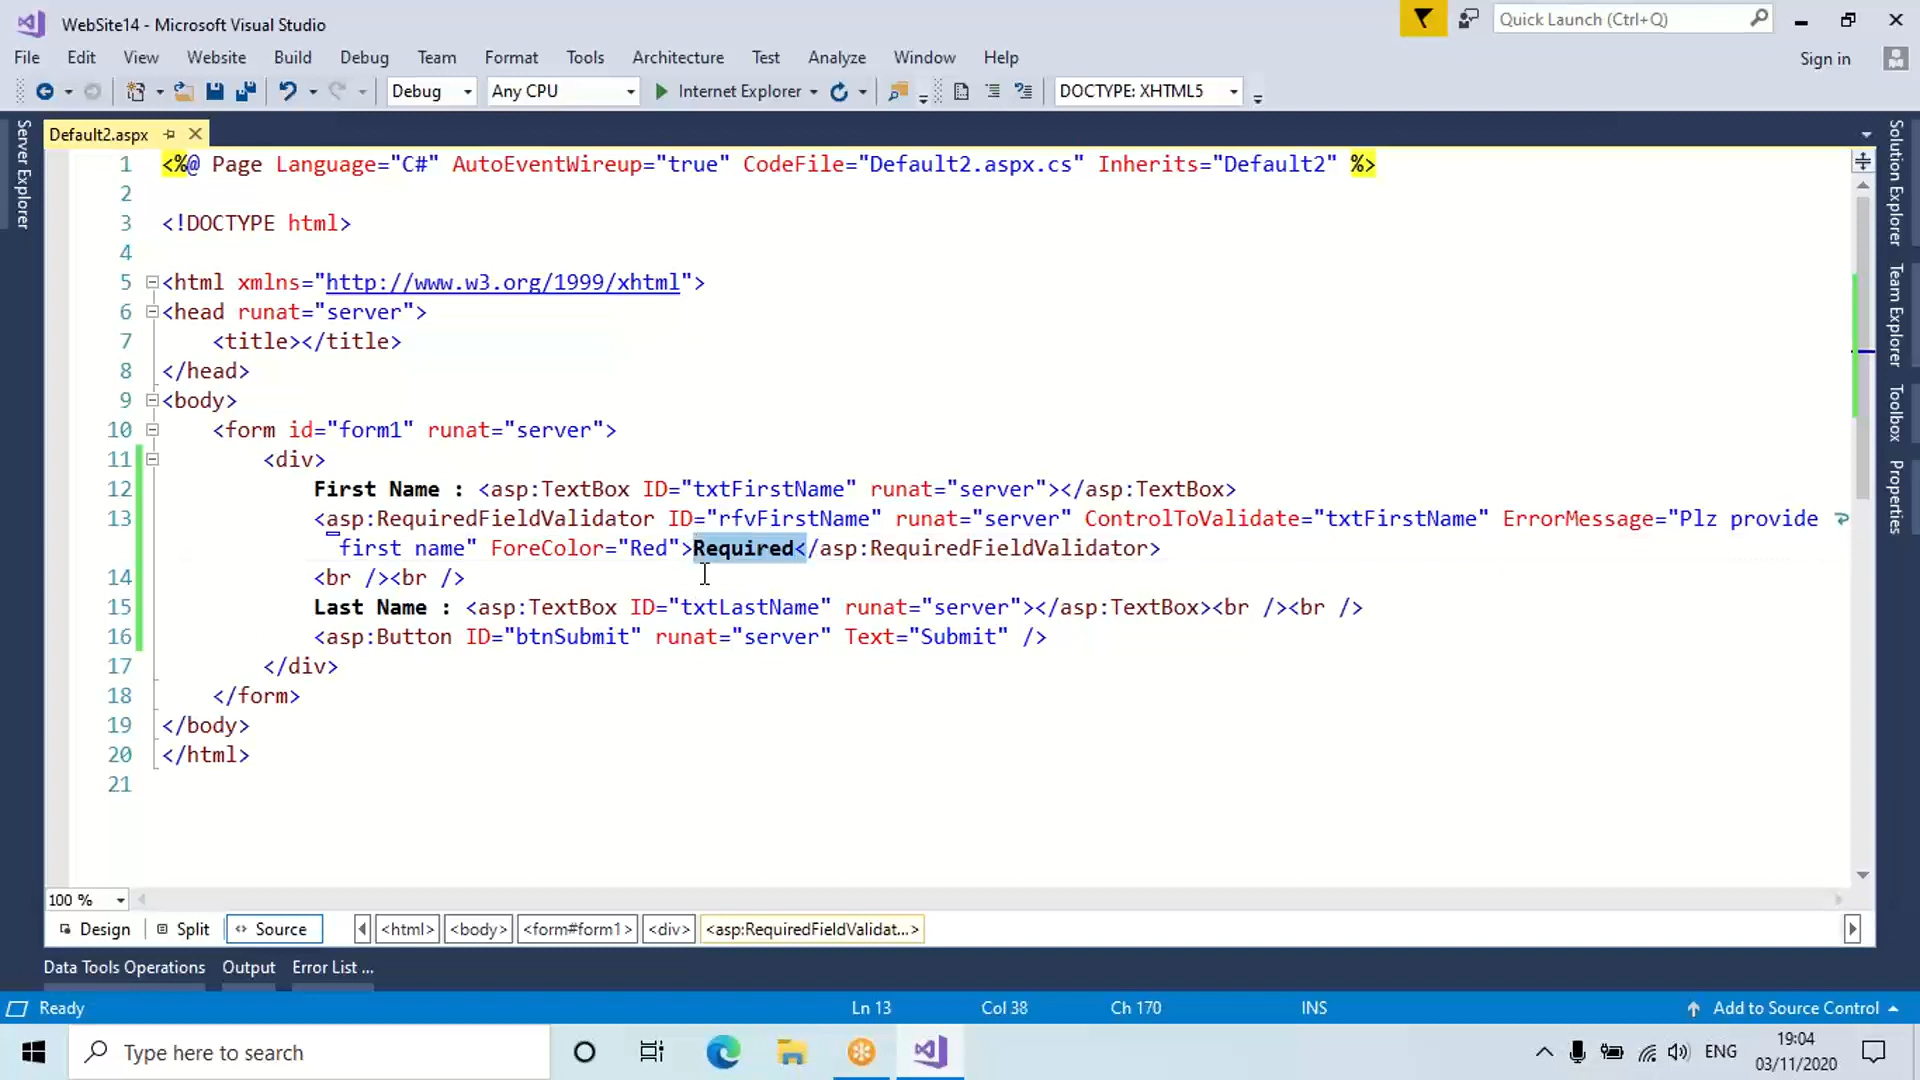 WebSite14 - Microsoft Visual Studio
Quick Launch (Ctrl+Q)
File Edit View Website Build Debug Team Format Tools Architecture Test Analyze Window Help Sign in
Debug Any CPU Internet Explorer DOCTYPE: XHTML5
Server Explorer
Default2.aspx
1 <%@ Page Language="C#" AutoEventWireup="true" CodeFile="Default2.aspx.cs" Inherits="Default2" %>
2
3 <!DOCTYPE html>
4
5 <html xmlns="http://www.w3.org/1999/xhtml">
6 <head runat="server">
7 <title></title>
8 </head>
9 <body>
10 <form id="form1" runat="server">
11 <div>
12 First Name : <asp:TextBox ID="txtFirstName" runat="server"></asp:TextBox>
13 <asp:RequiredFieldValidator ID="rfvFirstName" runat="server" ControlToValidate="txtFirstName" ErrorMessage="Plz provide
first name" ForeColor="Red">Required</asp:RequiredFieldValidator>
14 <br /><br />
15 Last Name : <asp:TextBox ID="txtLastName" runat="server"></asp:TextBox><br /><br />
16 <asp:Button ID="btnSubmit" runat="server" Text="Submit" />
17 </div>
18 </form>
19 </body>
20 </html>
21
Solution Explorer
Team Explorer
Toolbox
Properties
100 %
Design Split Source <html> <body> <form#form1> <div> <asp:RequiredFieldValidat...>
Data Tools Operations Output Error List ...
Ready Ln 13 Col 38 Ch 170 INS Add to Source Control
Type here to search
ENG
19:04
03/11/2020